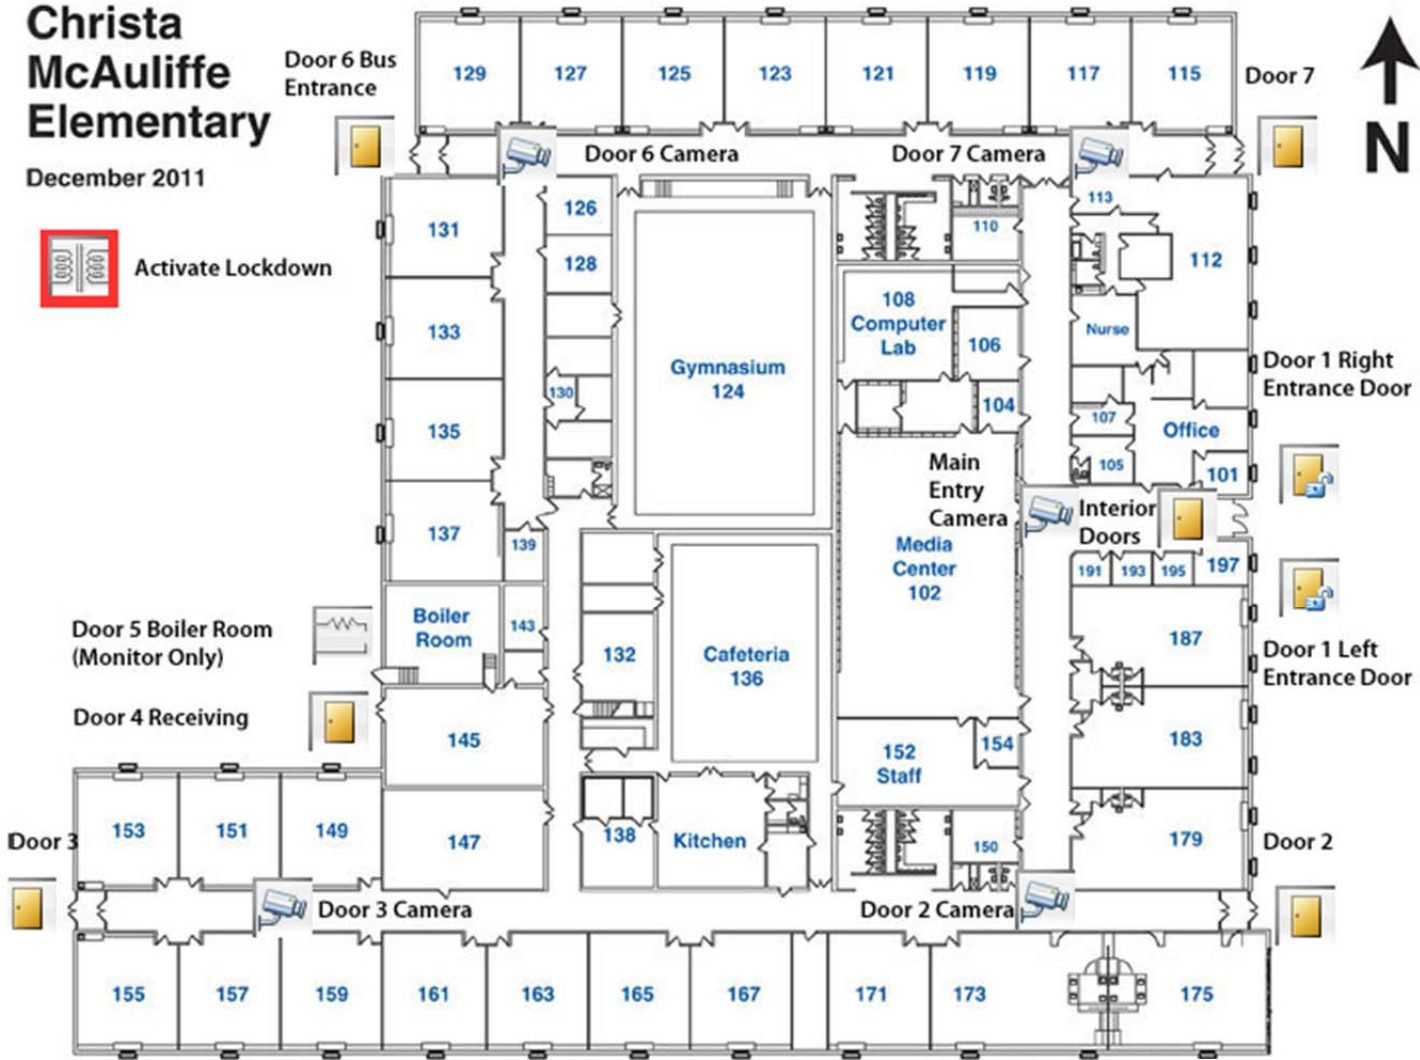 Christa
McAuliffe
Elementary
December 2011
Activate Lockdown
Door 6 Bus
Entrance
129
127
125
123
121
119
117
115
Door 7
N
Door 6 Camera
Door 7 Camera
131
126
128
133
135
130
137
139
Gymnasium
124
110
113
112
108
Computer
Lab
106
104
Nurse
107
Office
105
101
Door 1 Right
Entrance Door
Main
Entry
Camera
Interior
Doors
Media
Center
102
191
193
195
197
Boiler
Room
143
132
Cafeteria
136
187
Door 5 Boiler Room
(Monitor Only)
Door 4 Receiving
Door 1 Left
Entrance Door
145
152
Staff
154
183
153
151
149
147
138
Kitchen
150
179
Door 3
Door 2
Door 3 Camera
Door 2 Camera
155
157
159
161
163
165
167
171
173
175